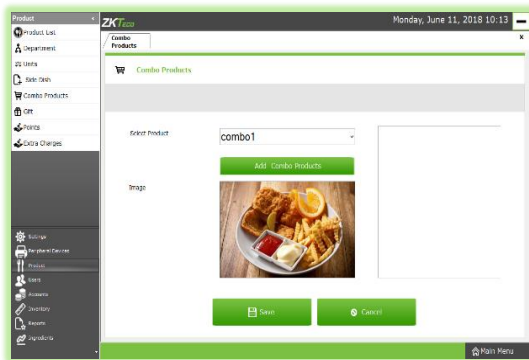 Product
Product List
Department
Units
Side Dish
Combo Products
Gift
Points
Extra Charges
Settings
Peripheral Devices
Product
Users
Accounts
Inventory
Reports
Ingredients
ZKTeco
Monday, June 11, 2018 10:13
Combo
Products
x
Combo Products
Select Product
combo1
Add Combo Products
Image
Save
Cancel
Main Menu